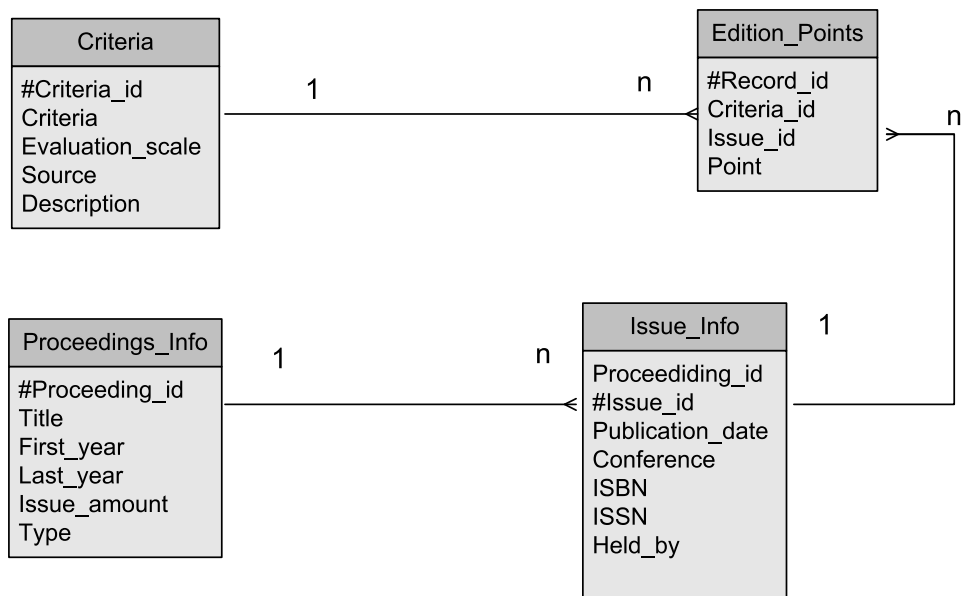 Criteria
#Criteria_id
Criteria
Evaluation_scale
Source
Description
1
n
Edition_Points
#Record_id
Criteria_id
Issue_id
Point
n
Proceedings_Info
#Proceeding_id
Title
First_year
Last_year
Issue_amount
Type
1
n
Issue_Info
Proceediding_id
#Issue_id
Publication_date
Conference
ISBN
ISSN
Held_by
1